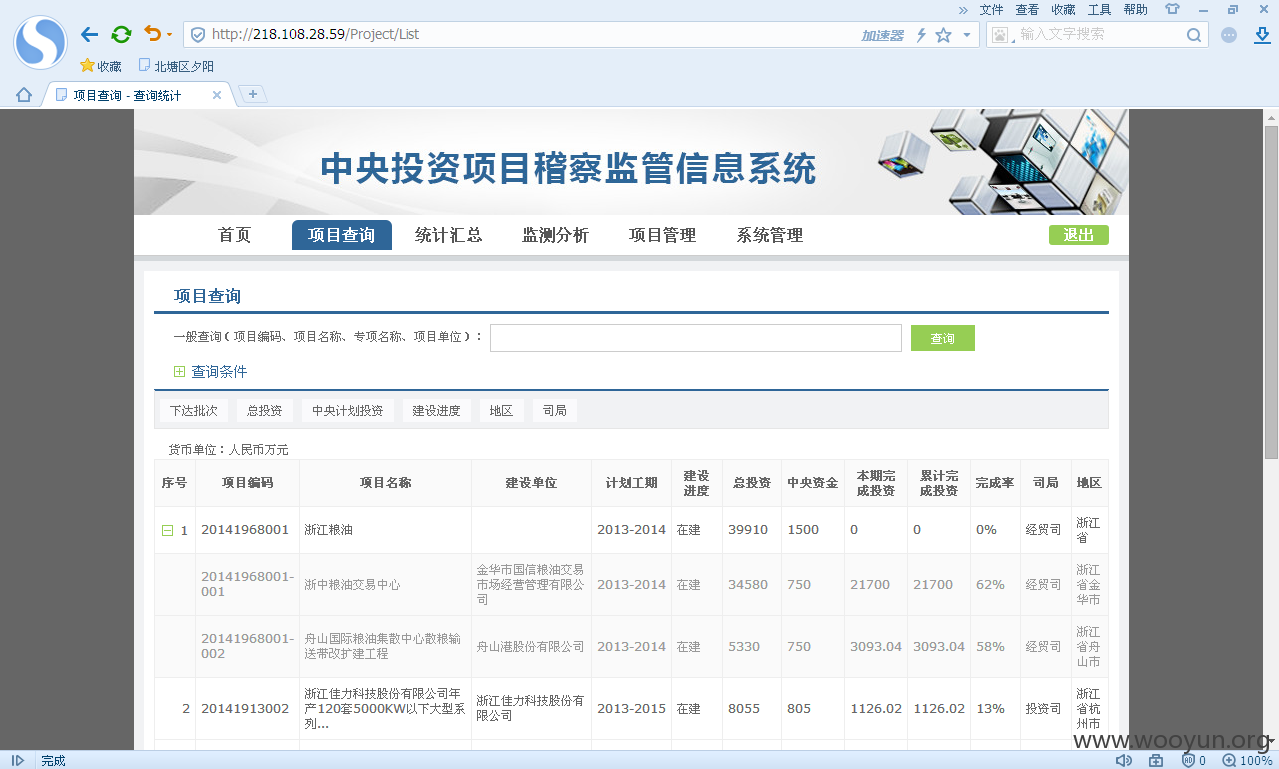 » 文件 查看 收藏 工具 帮助
http://218.108.28.59/Project/List 加速器 输入文字搜索
收藏 北塘区夕阳
项目查询 - 查询统计
中央投资项目稽察监管信息系统
首页 项目查询 统计汇总 监测分析 项目管理 系统管理 退出
项目查询
一般查询(项目编码、项目名称、专项名称、项目单位): 查询
查询条件
下达批次 总投资 中央计划投资 建设进度 地区 司局
货币单位:人民币万元
序号 项目编码 项目名称 建设单位 计划工期 建设进度 总投资 中央资金 本期完成投资 累计完成投资 完成率 司局 地区
1 20141968001 浙江粮油 2013-2014 在建 39910 1500 0 0 0% 经贸司 浙江省
20141968001-001 浙中粮油交易中心 金华市国信粮油交易市场经营管理有限公司 2013-2014 在建 34580 750 21700 21700 62% 经贸司 浙江省金华市
20141968001-002 舟山国际粮油集散中心散粮输送带改扩建工程 舟山港股份有限公司 2013-2014 在建 5330 750 3093.04 3093.04 58% 经贸司 浙江省舟山市
2 20141913002 浙江佳力科技股份有限公司年产120套5000KW以下大型系列... 浙江佳力科技股份有限公司 2013-2015 在建 8055 805 1126.02 1126.02 13% 投资司 浙江省杭州市
www.wooyun.org
完成 0 100%